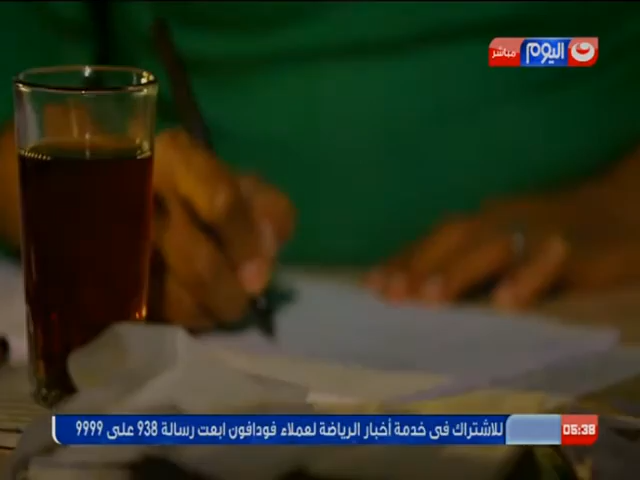 مباشر اليوم
للاشتراك فى خدمة أخبار الرياضة لعملاء فودافون ابعت رسالة 938 على 9999
05:38